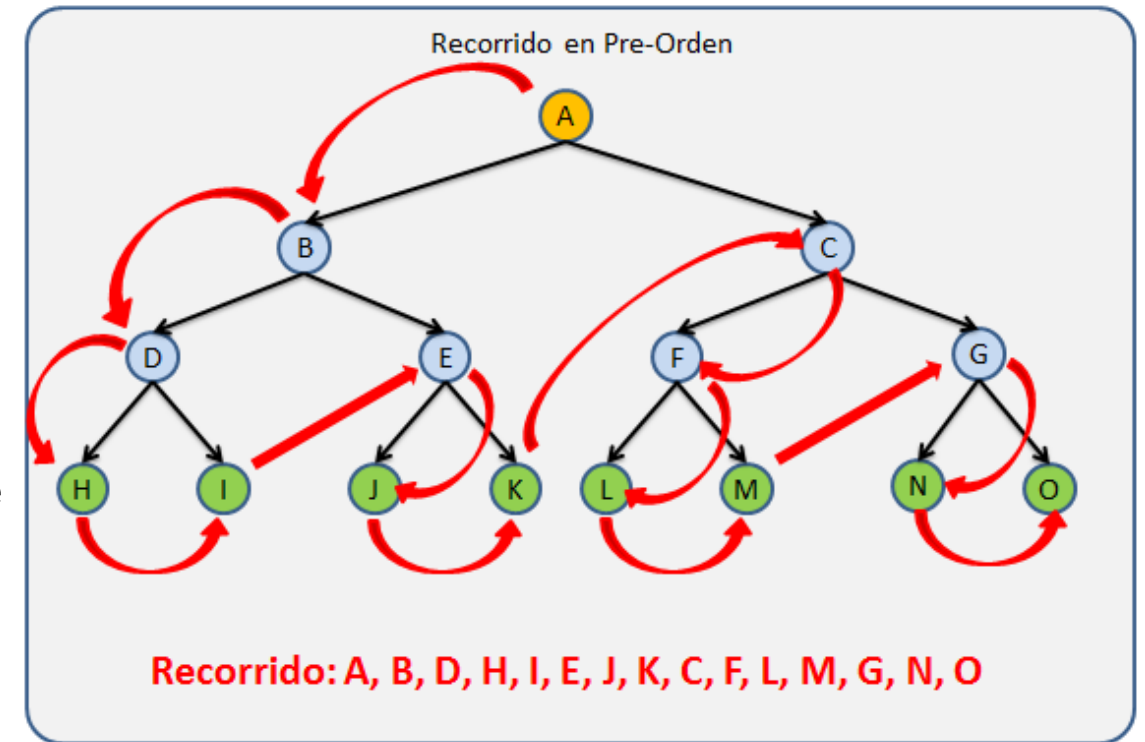 Recorrido en Pre-Orden
A
B
C
D
E
F
G
H
I
J
K
L
M
N
O
Recorrido: A, B, D, H, I, E, J, K, C, F, L, M, G, N, O